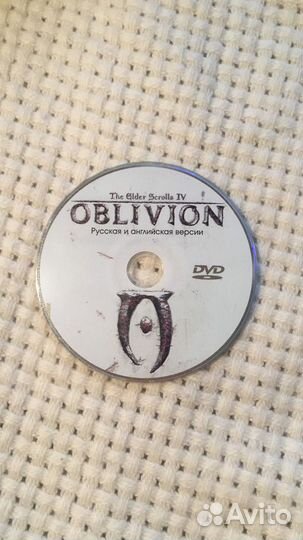 The Elder Scrolls IV
OBLIVION
Русская и английская версии
DVD
Avito